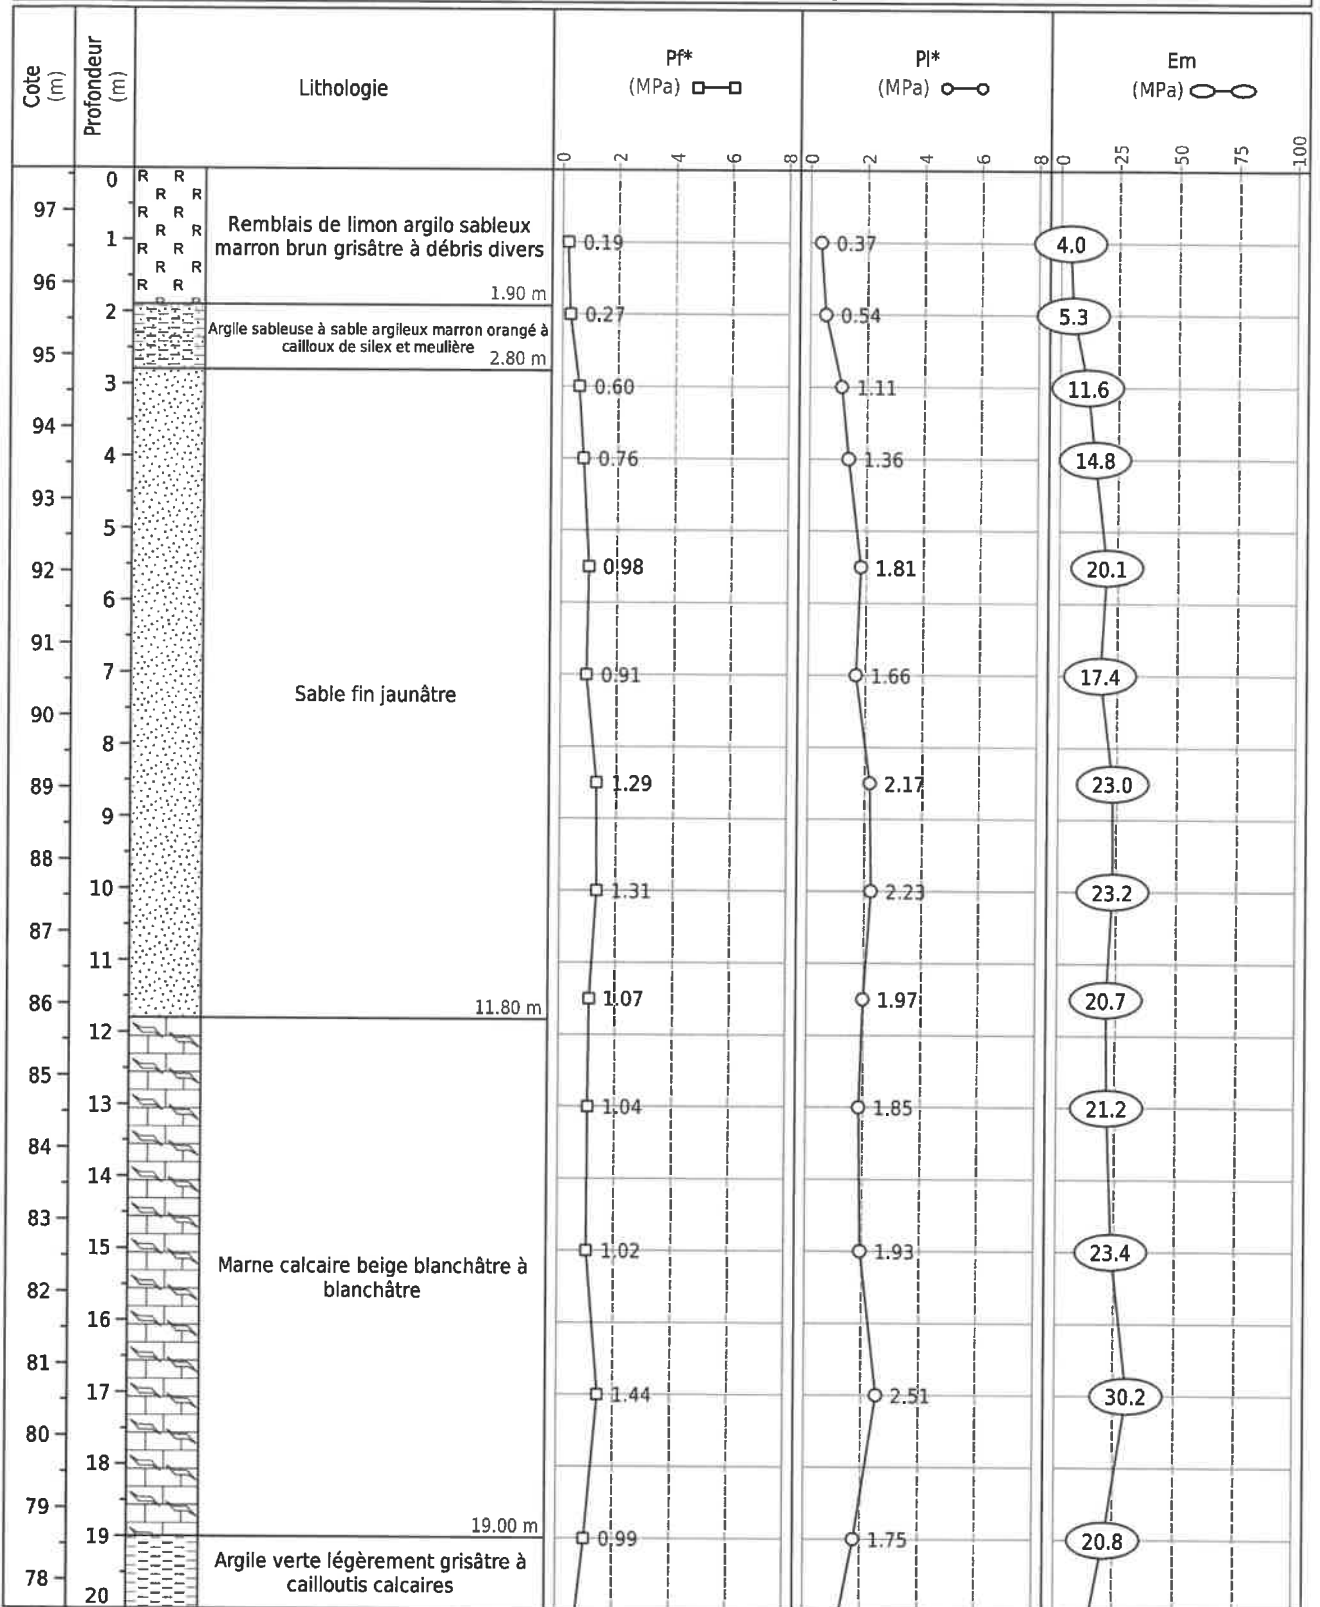 Cote
(m)
Profondeur
(m)
Lithologie
Pf*
(MPa)
Pl*
(MPa)
Em
(MPa)
0 2 4 6 8
0 2 4 6 8
0 25 50 75 100
0
R R
R R
R R
R R
R R
R R
R R
97
Remblais de limon argilo sableux
marron brun grisâtre à débris divers
1 0.19 0.37 4.0
96
1.90 m
2 0.27 0.54 5.3
Argile sableuse à sable argileux marron orangé à
cailloux de silex et meulière
2.80 m
95
3 0.60 1.11 11.6
94
4 0.76 1.36 14.8
93
5
92 0.98 1.81 20.1
6
91
7 0.91 1.66 17.4
Sable fin jaunâtre
90
8
89 1.29 2.17 23.0
9
88
10 1.31 2.23 23.2
87
11
86 1.07 1.97 20.7
11.80 m
12
85
13 1.04 1.85 21.2
84
14
83
15 1.02 1.93 23.4
Marne calcaire beige blanchâtre à
blanchâtre
82
16
81
17 1.44 2.51 30.2
80
18
79
19.00 m
19 0.99 1.75 20.8
Argile verte légèrement grisâtre à
cailloutis calcaires
78
20